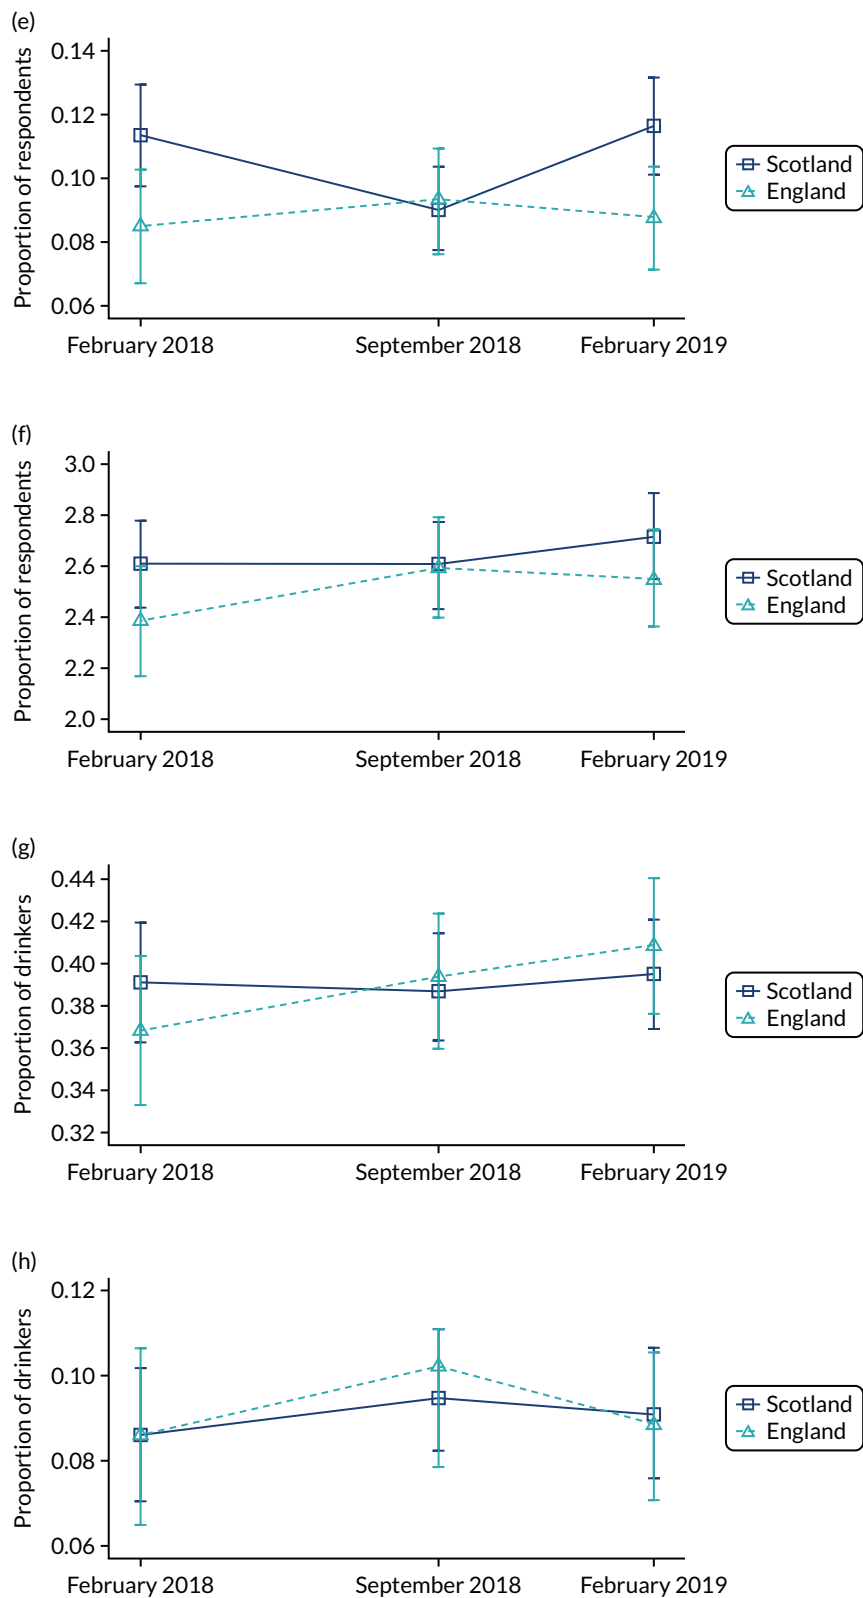 (e)
Proportion of respondents
0.14
0.12
0.10
0.08
0.06
February 2018
September 2018
February 2019
Scotland
England
(f)
Proportion of respondents
3.0
2.8
2.6
2.4
2.2
2.0
February 2018
September 2018
February 2019
Scotland
England
(g)
Proportion of drinkers
0.44
0.42
0.40
0.38
0.36
0.34
0.32
February 2018
September 2018
February 2019
Scotland
England
(h)
Proportion of drinkers
0.12
0.10
0.08
0.06
February 2018
September 2018
February 2019
Scotland
England